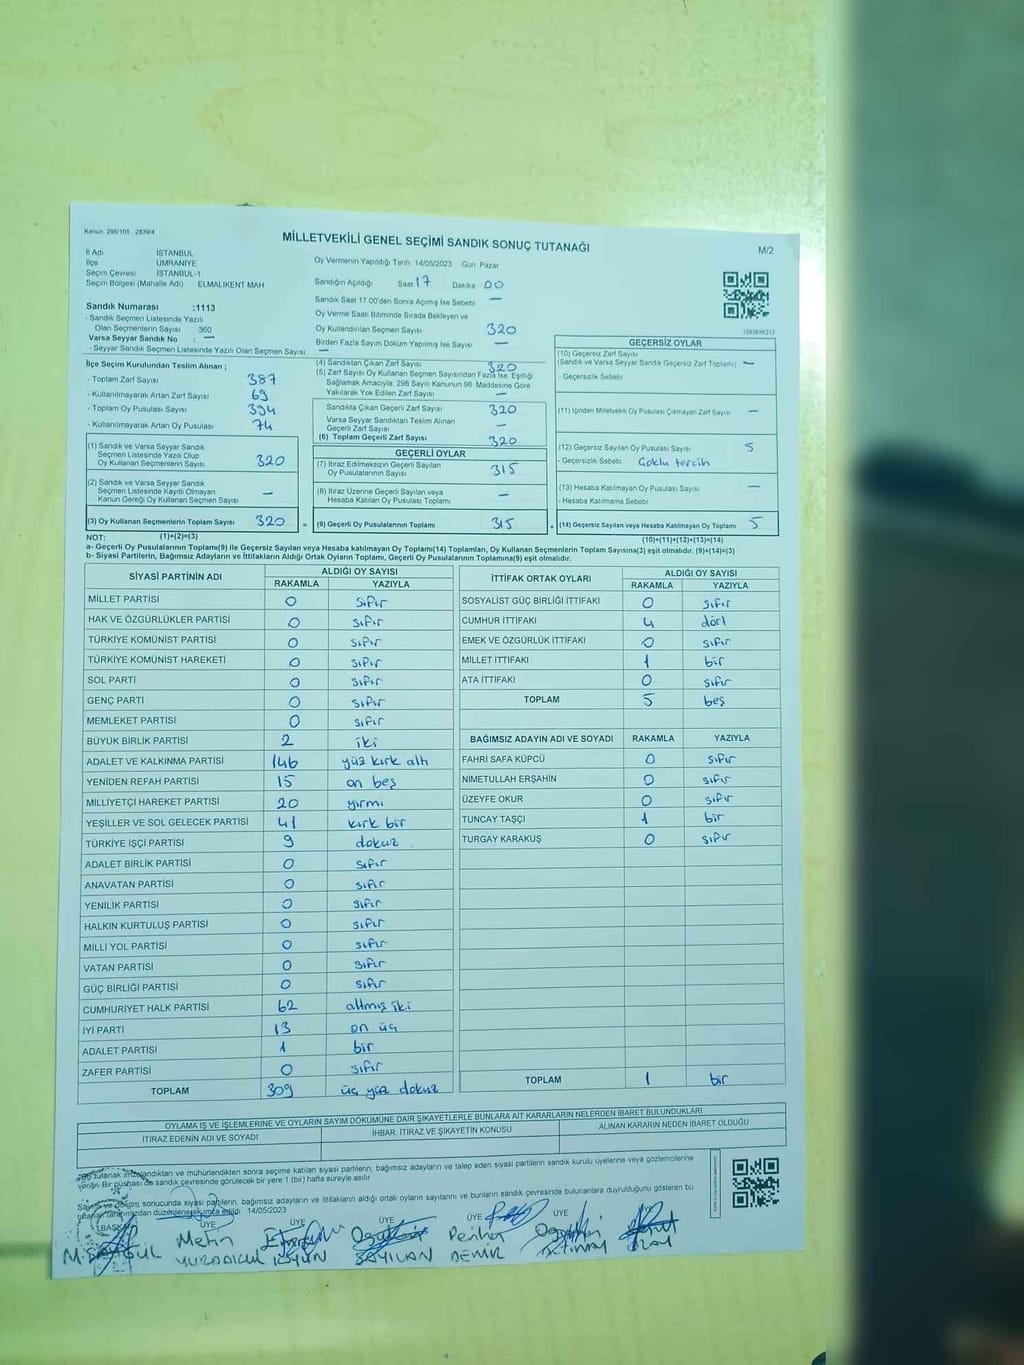 Kanun: 298/105 , 2839/4
MİLLETVEKİLİ GENEL SEÇİMİ SANDIK SONUÇ TUTANAĞI
M/2
İl Adı İSTANBUL
İlçe ÜMRANİYE
Seçim Çevresi İSTANBUL-1
Seçim Bölgesi (Mahalle Adı) ELMALIKENT MAH
Sandık Numarası :1113
- Sandık Seçmen Listesinde Yazılı
Olan Seçmenlerin Sayısı 360
Varsa Seyyar Sandık No : —
- Seyyar Sandık Seçmen Listesinde Yazılı Olan Seçmen Sayısı —
Oy Vermenin Yapıldığı Tarih :14/05/2023 Gün: Pazar
Sandığın Açıldığı Saat 17 Dakika 00
Sandık Saat 17:00'den Sonra Açılmış İse Sebebi —
Oy Verme Saati Bitiminde Sırada Bekleyen ve
Oy Kullandırılan Seçmen Sayısı 320
Birden Fazla Sayım Döküm Yapılmış İse Sayısı —
İlçe Seçim Kurulundan Teslim Alınan ;
- Toplam Zarf Sayısı 387
- Kullanılmayarak Artan Zarf Sayısı 69
- Toplam Oy Pusulası Sayısı 394
- Kullanılmayarak Artan Oy Pusulası Sayısı 74
(1) Sandık ve Varsa Seyyar Sandık
Seçmen Listesinde Yazılı Olup
Oy Kullanan Seçmenlerin Sayısı 320
(2) Sandık ve Varsa Seyyar Sandık
Seçmen Listesinde Kayıtlı Olmayan
Kanun Gereği Oy Kullanan Seçmen Sayısı —
(3) Oy Kullanan Seçmenlerin Toplam Sayısı 320
(1)+(2)=(3)
(4) Sandıktan Çıkan Zarf Sayısı 320
(5) Zarf Sayısı Oy Kullanan Seçmen Sayısından Fazla İse, Eşitliği
Sağlamak Amacıyla, 298 Sayılı Kanunun 98. Maddesine Göre
Yakılarak Yok Edilen Zarf Sayısı —
Sandıkta Çıkan Geçerli Zarf Sayısı 320
Varsa Seyyar Sandıktan Teslim Alınan
Geçerli Zarf Sayısı —
(6) Toplam Geçerli Zarf Sayısı 320
GEÇERLİ OYLAR
(7) İtiraz Edilmeksizin Geçerli Sayılan
Oy Pusulalarının Sayısı 315
(8) İtiraz Üzerine Geçerli Sayılan veya
Hesaba Katılan Oy Pusulası Toplamı —
= (9) Geçerli Oy Pusulalarının Toplamı 315
1083686212
GEÇERSİZ OYLAR
(10) Geçersiz Zarf Sayısı
(Sandık ve Varsa Seyyar Sandık Geçersiz Zarf Toplamı) —
- Geçersizlik Sebebi
(11) İçinden Milletvekili Oy Pusulası Çıkmayan Zarf Sayısı —
(12) Geçersiz Sayılan Oy Pusulası Sayısı 5
- Geçersizlik Sebebi Çoklu tercih
(13) Hesaba Katılmayan Oy Pusulası Sayısı —
- Hesaba Katılmama Sebebi
+ (14) Geçersiz Sayılan veya Hesaba Katılmayan Oy Toplamı 5
(10)+(11)+(12)+(13)=(14)
NOT:
a- Geçerli Oy Pusulalarının Toplamı(9) ile Geçersiz Sayılan veya Hesaba katılmayan Oy Toplamı(14) Toplamları, Oy Kullanan Seçmenlerin Toplam Sayısına(3) eşit olmalıdır. (9)+(14)=(3)
b- Siyasi Partilerin, Bağımsız Adayların ve İttifakların Aldığı Ortak Oyların Toplamı, Geçerli Oy Pusulalarının Toplamına(9) eşit olmalıdır.
SİYASİ PARTİNİN ADI ALDIĞI OY SAYISI
RAKAMLA YAZIYLA
MİLLET PARTİSİ 0 sıfır
HAK VE ÖZGÜRLÜKLER PARTİSİ 0 sıfır
TÜRKİYE KOMÜNİST PARTİSİ 0 sıfır
TÜRKİYE KOMÜNİST HAREKETİ 0 sıfır
SOL PARTİ 0 sıfır
GENÇ PARTİ 0 sıfır
MEMLEKET PARTİSİ 0 sıfır
BÜYÜK BİRLİK PARTİSİ 2 iki
ADALET VE KALKINMA PARTİSİ 146 yüz kırk altı
YENİDEN REFAH PARTİSİ 15 on beş
MİLLİYETÇİ HAREKET PARTİSİ 20 yirmi
YEŞİLLER VE SOL GELECEK PARTİSİ 41 kırk bir
TÜRKİYE İŞÇİ PARTİSİ 9 dokuz
ADALET BİRLİK PARTİSİ 0 sıfır
ANAVATAN PARTİSİ 0 sıfır
YENİLİK PARTİSİ 0 sıfır
HALKIN KURTULUŞ PARTİSİ 0 sıfır
MİLLİ YOL PARTİSİ 0 sıfır
VATAN PARTİSİ 0 sıfır
GÜÇ BİRLİĞİ PARTİSİ 0 sıfır
CUMHURİYET HALK PARTİSİ 62 altmış iki
İYİ PARTİ 13 on üç
ADALET PARTİSİ 1 bir
ZAFER PARTİSİ 0 sıfır
TOPLAM 309 üç yüz dokuz
İTTİFAK ORTAK OYLARI ALDIĞI OY SAYISI
RAKAMLA YAZIYLA
SOSYALİST GÜÇ BİRLİĞİ İTTİFAKI 0 sıfır
CUMHUR İTTİFAKI 4 dört
EMEK VE ÖZGÜRLÜK İTTİFAKI 0 sıfır
MİLLET İTTİFAKI 1 bir
ATA İTTİFAKI 0 sıfır
TOPLAM 5 beş
BAĞIMSIZ ADAYIN ADI VE SOYADI RAKAMLA YAZIYLA
FAHRİ SAFA KÜPCÜ 0 sıfır
NİMETULLAH ERŞAHİN 0 sıfır
ÜZEYFE OKUR 0 sıfır
TUNCAY TAŞÇI 1 bir
TURGAY KARAKUŞ 0 sıfır
TOPLAM 1 bir
OYLAMA İŞ VE İŞLEMLERİNE VE OYLARIN SAYIM DÖKÜMÜNE DAİR ŞİKAYETLERLE BUNLARA AİT KARARLARIN NELERDEN İBARET BULUNDUKLARI
İTİRAZ EDENİN ADI VE SOYADI İHBAR, İTİRAZ VE ŞİKAYETİN KONUSU ALINAN KARARIN NEDEN İBARET OLDUĞU
tutanak imzalandıktan ve mühürlendikten sonra seçime katılan siyasi partilerin, bağımsız adayların ve talep eden siyasi partilerin sandık kurulu üyelerine veya gözlemcilerine
verilir. Bir nüshası da sandık çevresinde görülecek bir yere 1 (bir) hafta süreyle asılır
Sayım ve döküm sonucunda siyasi partilerin, bağımsız adayların ve ittifakların aldığı ortak oyların sayılarını ve bunların sandık çevresinde bulunanlara duyurulduğunu gösteren bu
tutanak tarafımızdan düzenlenerek imza edildi. 14/05/2023
BAŞKAN ÜYE ÜYE ÜYE ÜYE ÜYE ÜYE
Metin Perihan
SAYILAN DEMİR